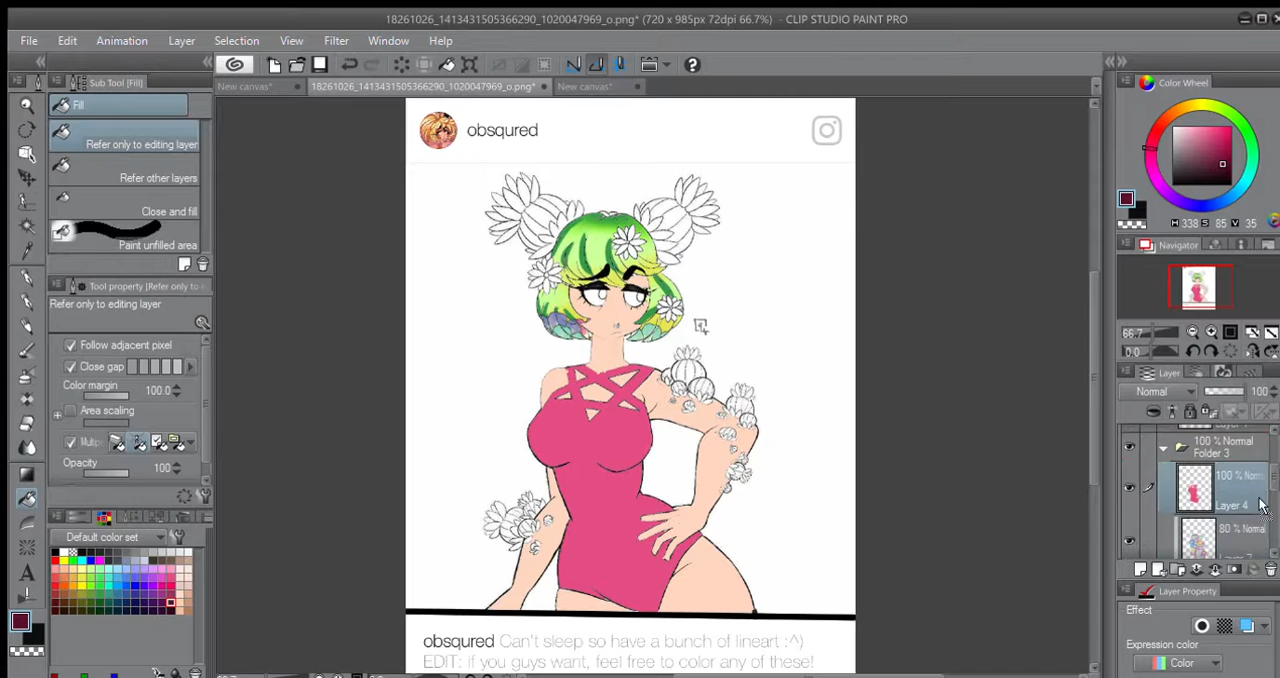 18261026_1413431505366290_1020047969_o.png* (720 x 985px 72dpi 66.7%) - CLIP STUDIO PAINT PRO
File Edit Animation Layer Selection View Filter Window Help
Sub Tool [Fill]
New canvas* 18261026_1413431505366290_1020047969_o.png* New canvas*
Color Wheel
Fill
Refer only to editing layer
Refer other layers
Close and fill
Paint unfilled area
H 338 S 85 V 35
Navigator
Tool property [Refer only to e
Refer only to editing layer
Follow adjacent pixel
Close gap
Color margin
100.0
Area scaling
Opacity
100
66.7
0.0
Layer
Normal
100
100 % Normal
Folder 3
100 %
Layer 4
80 % Normal
Default color set
Layer Property
Effect
Expression color
Color
obsqured
obsqured Can't sleep so have a bunch of lineart :^)
EDIT: if you guys want, feel free to color any of these!